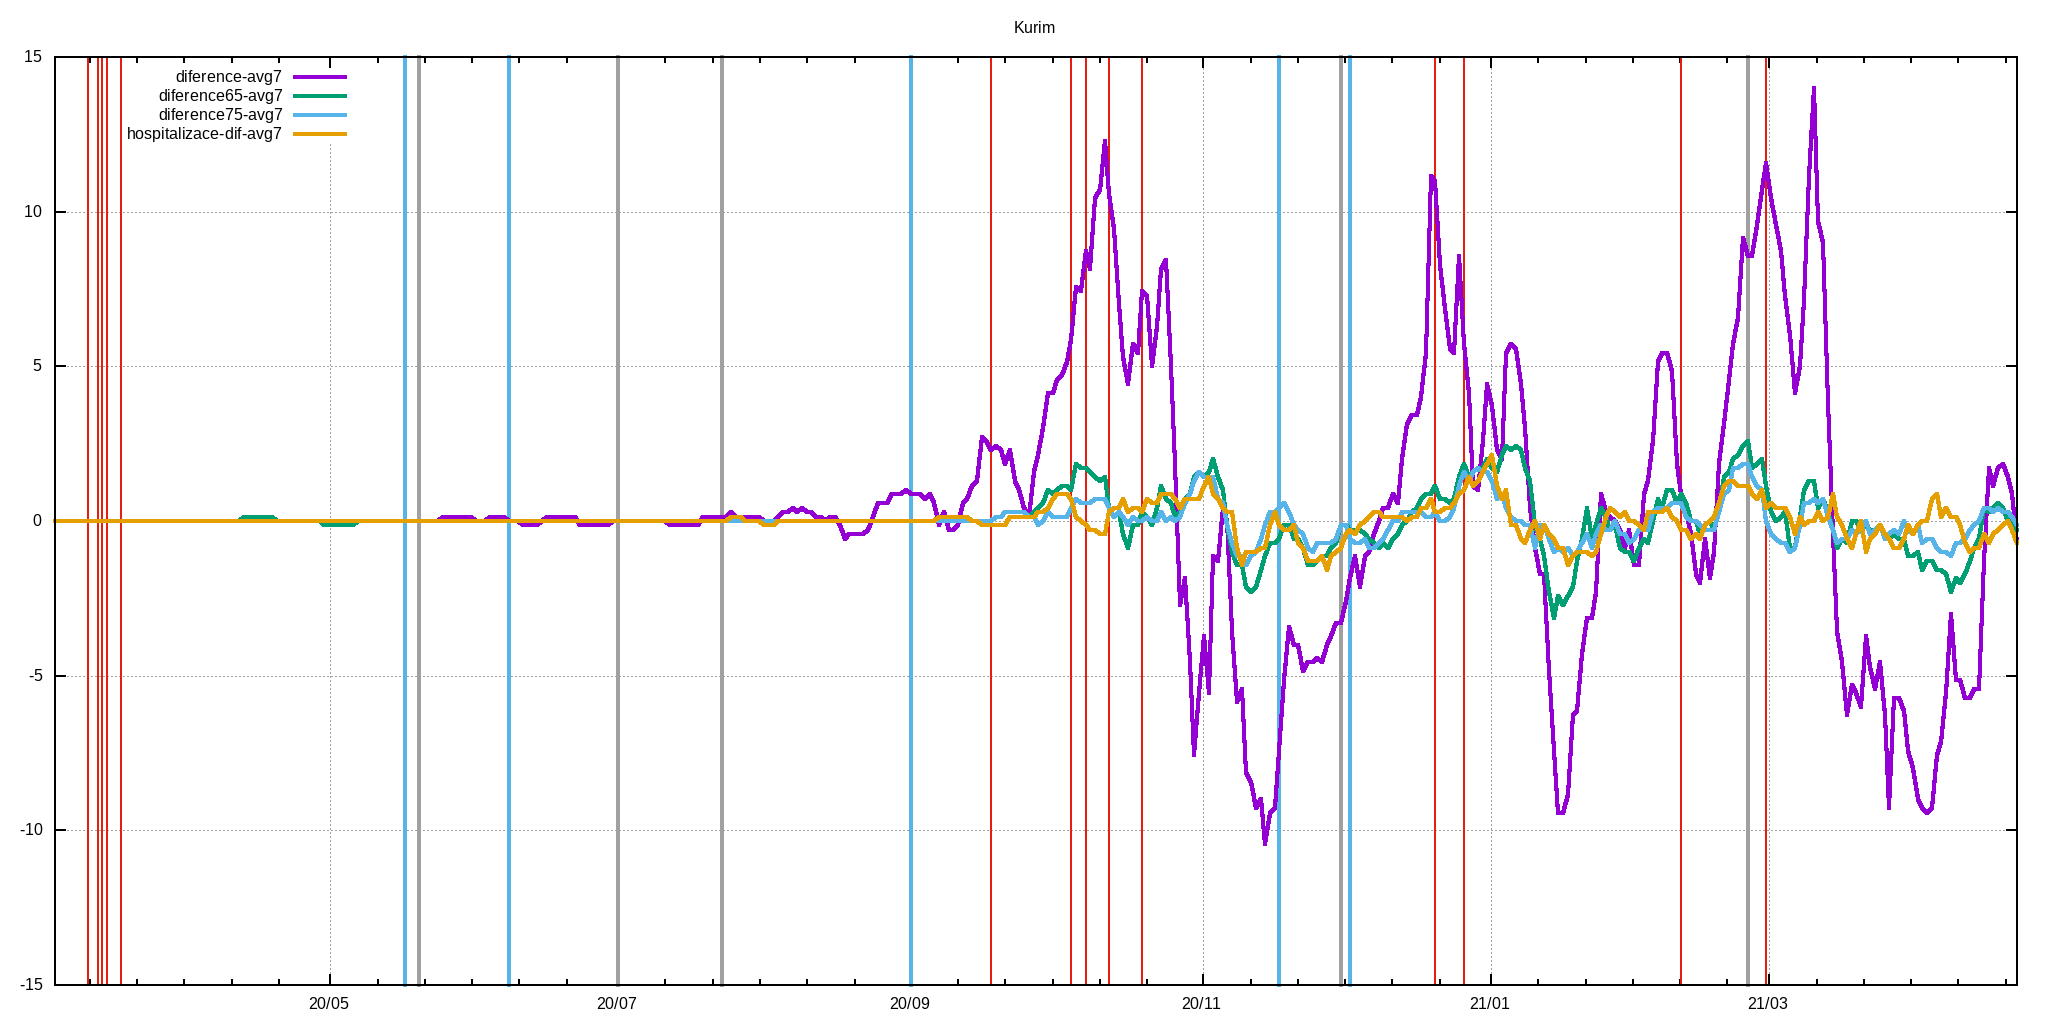 Kurim
15
10
5
0
-5
-10
-15
diference-avg7
diference65-avg7
diference75-avg7
hospitalizace-dif-avg7
20/05
20/07
20/09
20/11
21/01
21/03